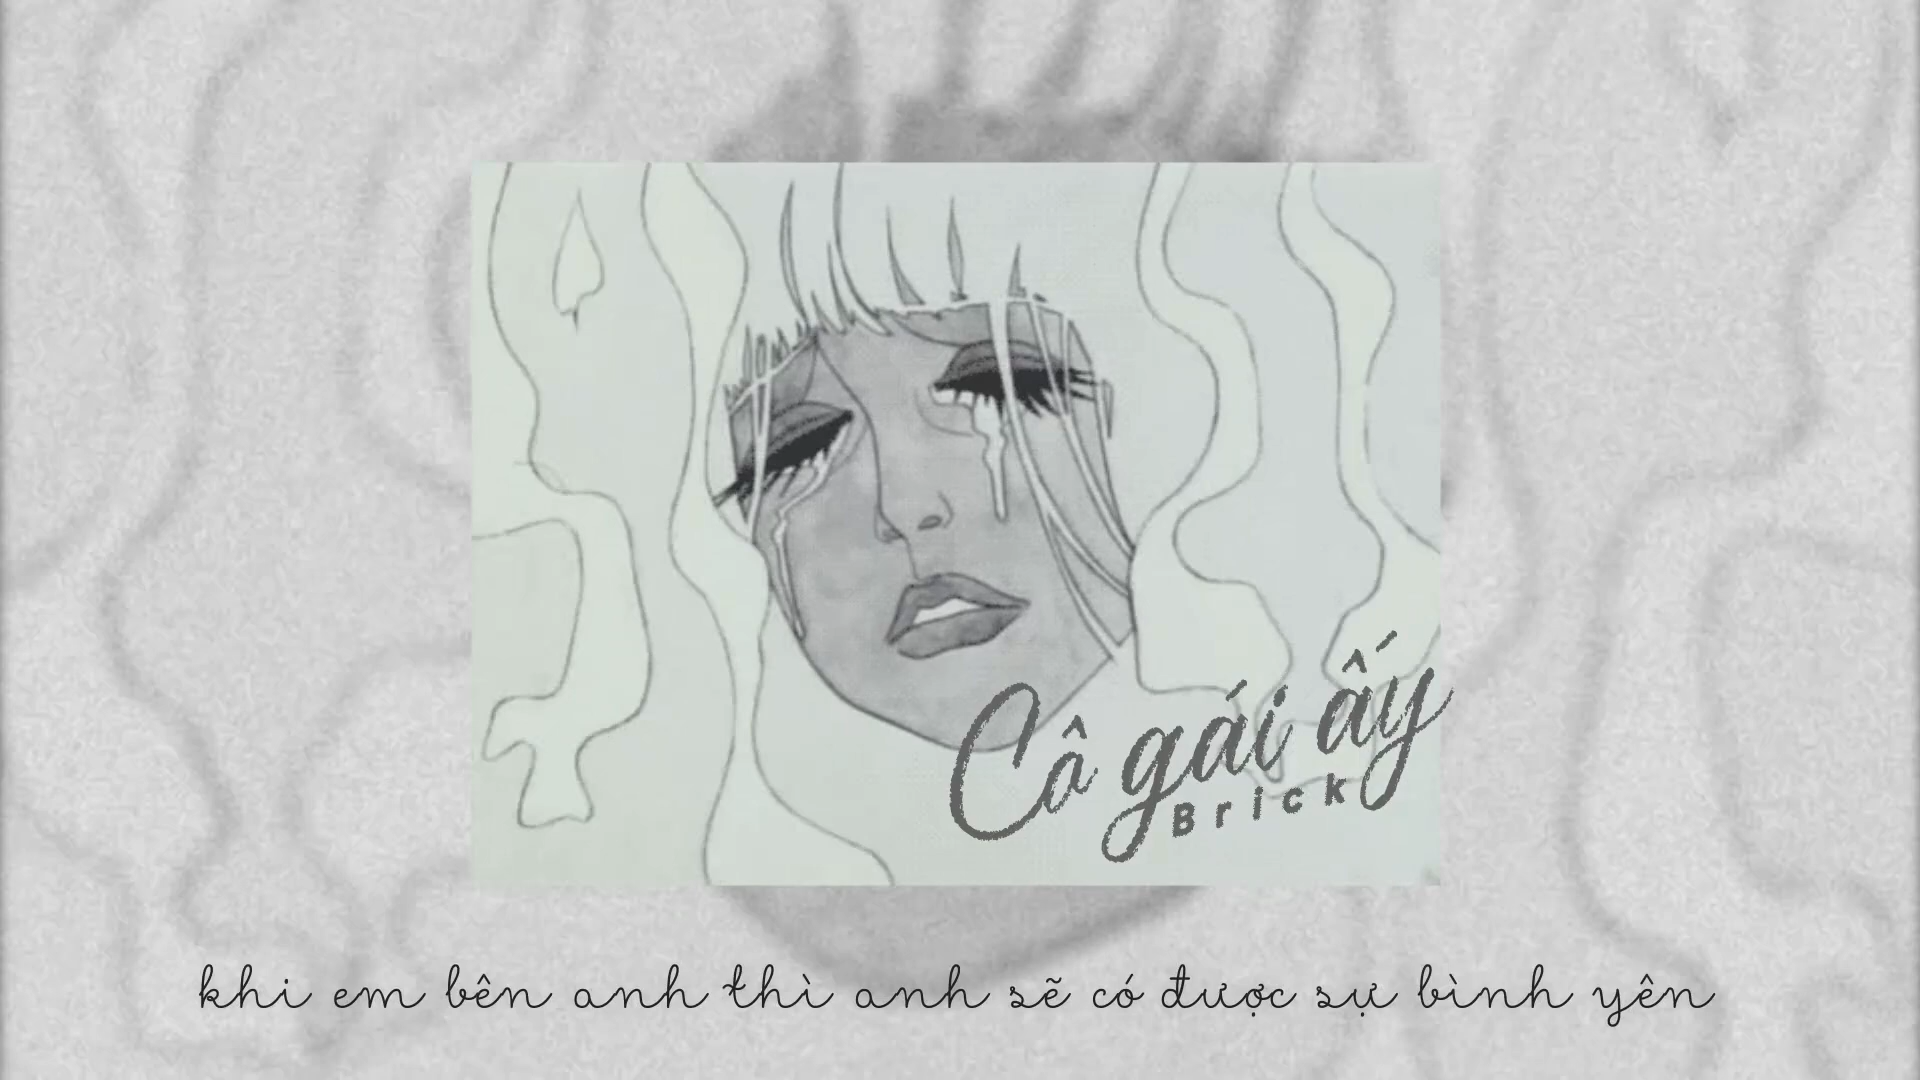 Cô gái ấy
Brick
khi em bên anh thì anh sẽ có được sự bình yên